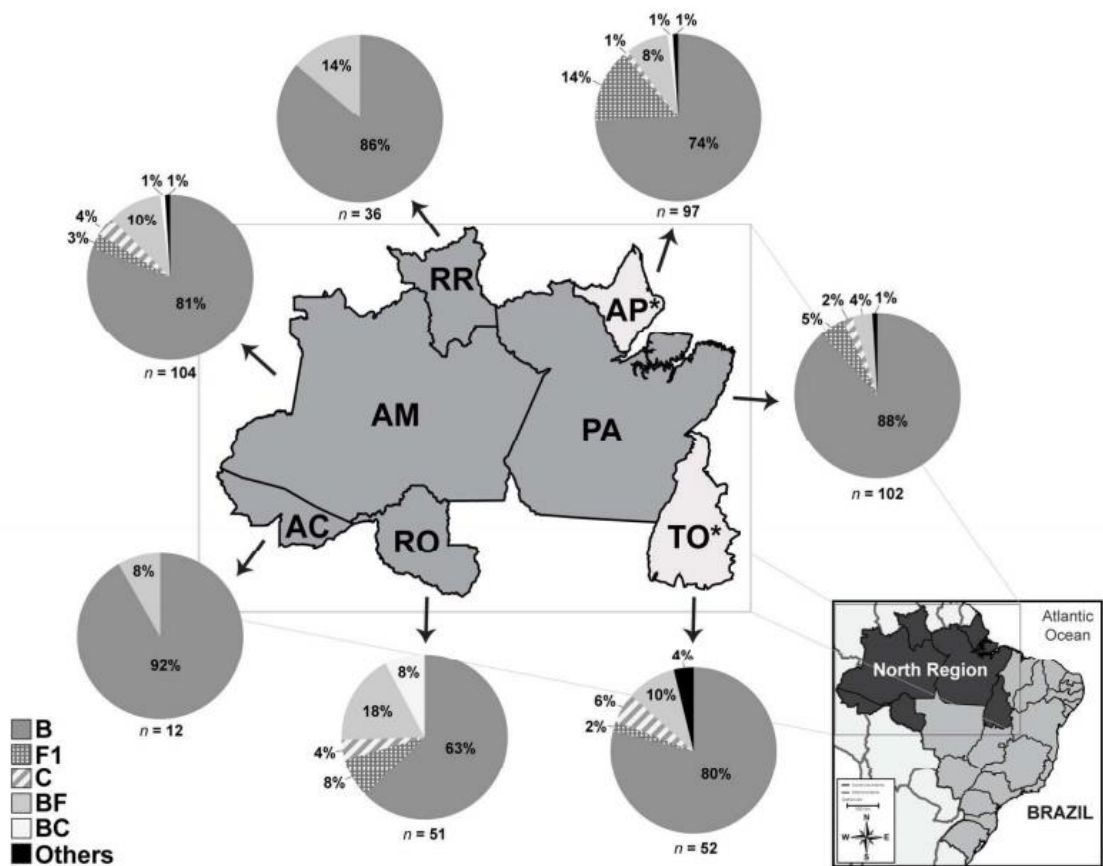 14%
86%
n = 36
1% 1%
1%
8%
14%
74%
n = 97
1% 1%
4%
10%
3%
81%
n = 104
RR
AP*
AM
PA
AC
RO
TO*
2% 4% 1%
5%
88%
n = 102
8%
92%
n = 12
8%
18%
4%
8%
63%
n = 51
4%
10%
6%
2%
80%
n = 52
B
F1
C
BF
BC
Others
Atlantic
Ocean
North Region
BRAZIL
N
W E
S